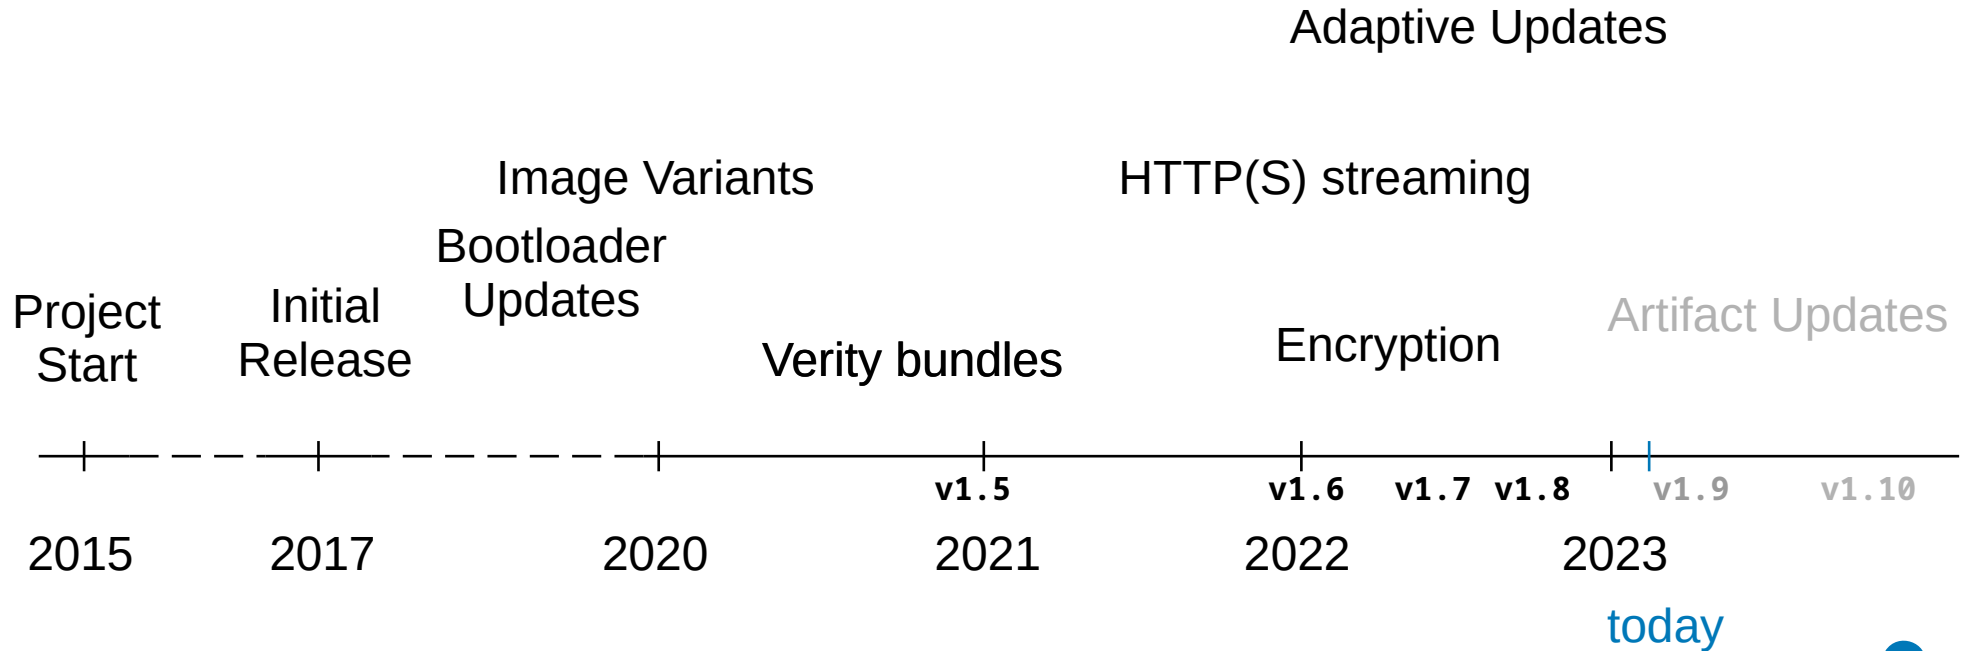 Adaptive Updates
Image Variants
HTTP(S) streaming
Bootloader
Updates
Project
Start
Initial
Release
Verity bundles
Encryption
Artifact Updates
v1.5
v1.6
v1.7
v1.8
v1.9
v1.10
2015
2017
2020
2021
2022
2023
today